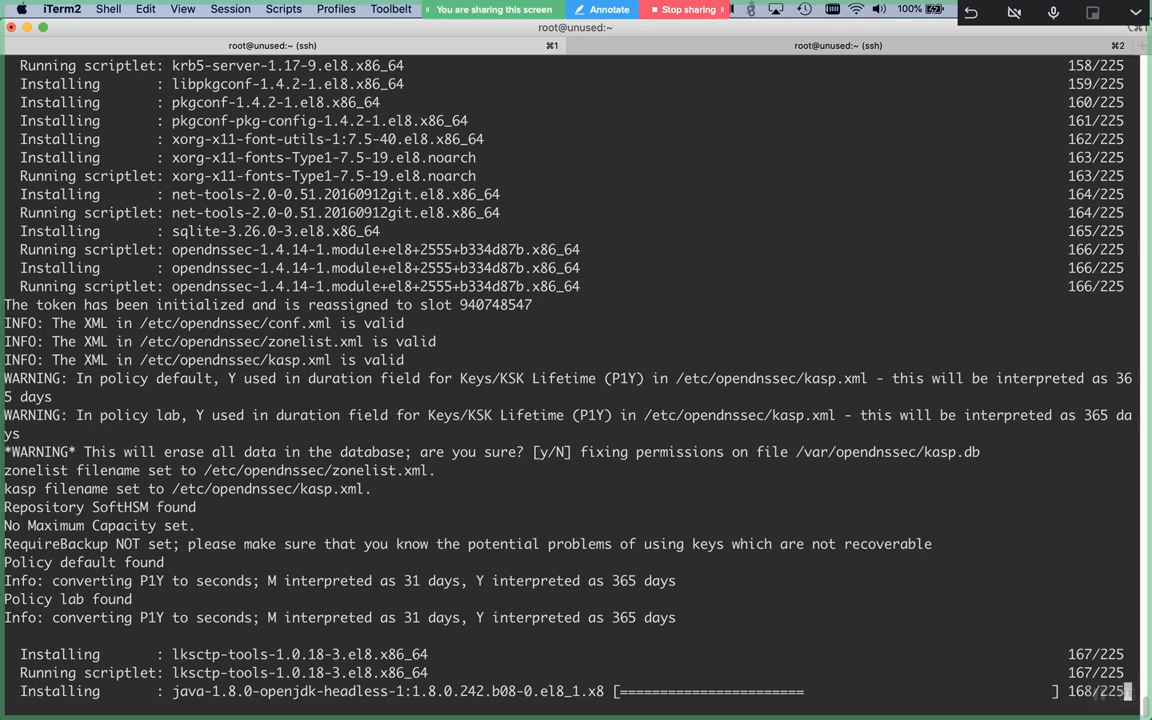 iTerm2 Shell Edit View Session Scripts Profiles Toolbelt You are sharing this screen Annotate Stop sharing 100%
root@unused:~ (ssh)
root@unused:~ (ssh) ⌘1 root@unused:~ (ssh) ⌘2
Running scriptlet: krb5-server-1.17-9.el8.x86_64 158/225
Installing : libpkgconf-1.4.2-1.el8.x86_64 159/225
Installing : pkgconf-1.4.2-1.el8.x86_64 160/225
Installing : pkgconf-pkg-config-1.4.2-1.el8.x86_64 161/225
Installing : xorg-x11-font-utils-1:7.5-40.el8.x86_64 162/225
Installing : xorg-x11-fonts-Type1-7.5-19.el8.noarch 163/225
Running scriptlet: xorg-x11-fonts-Type1-7.5-19.el8.noarch 163/225
Installing : net-tools-2.0-0.51.20160912git.el8.x86_64 164/225
Running scriptlet: net-tools-2.0-0.51.20160912git.el8.x86_64 164/225
Installing : sqlite-3.26.0-3.el8.x86_64 165/225
Running scriptlet: opendnssec-1.4.14-1.module+el8+2555+b334d87b.x86_64 166/225
Installing : opendnssec-1.4.14-1.module+el8+2555+b334d87b.x86_64 166/225
Running scriptlet: opendnssec-1.4.14-1.module+el8+2555+b334d87b.x86_64 166/225
The token has been initialized and is reassigned to slot 940748547
INFO: The XML in /etc/opendnssec/conf.xml is valid
INFO: The XML in /etc/opendnssec/zonelist.xml is valid
INFO: The XML in /etc/opendnssec/kasp.xml is valid
WARNING: In policy default, Y used in duration field for Keys/KSK Lifetime (P1Y) in /etc/opendnssec/kasp.xml - this will be interpreted as 36
5 days
WARNING: In policy lab, Y used in duration field for Keys/KSK Lifetime (P1Y) in /etc/opendnssec/kasp.xml - this will be interpreted as 365 da
ys
*WARNING* This will erase all data in the database; are you sure? [y/N] fixing permissions on file /var/opendnssec/kasp.db
zonelist filename set to /etc/opendnssec/zonelist.xml.
kasp filename set to /etc/opendnssec/kasp.xml.
Repository SoftHSM found
No Maximum Capacity set.
RequireBackup NOT set; please make sure that you know the potential problems of using keys which are not recoverable
Policy default found
Info: converting P1Y to seconds; M interpreted as 31 days, Y interpreted as 365 days
Policy lab found
Info: converting P1Y to seconds; M interpreted as 31 days, Y interpreted as 365 days
Installing : lksctp-tools-1.0.18-3.el8.x86_64 167/225
Running scriptlet: lksctp-tools-1.0.18-3.el8.x86_64 167/225
Installing : java-1.8.0-openjdk-headless-1:1.8.0.242.b08-0.el8_1.x8 [======================= ] 168/225